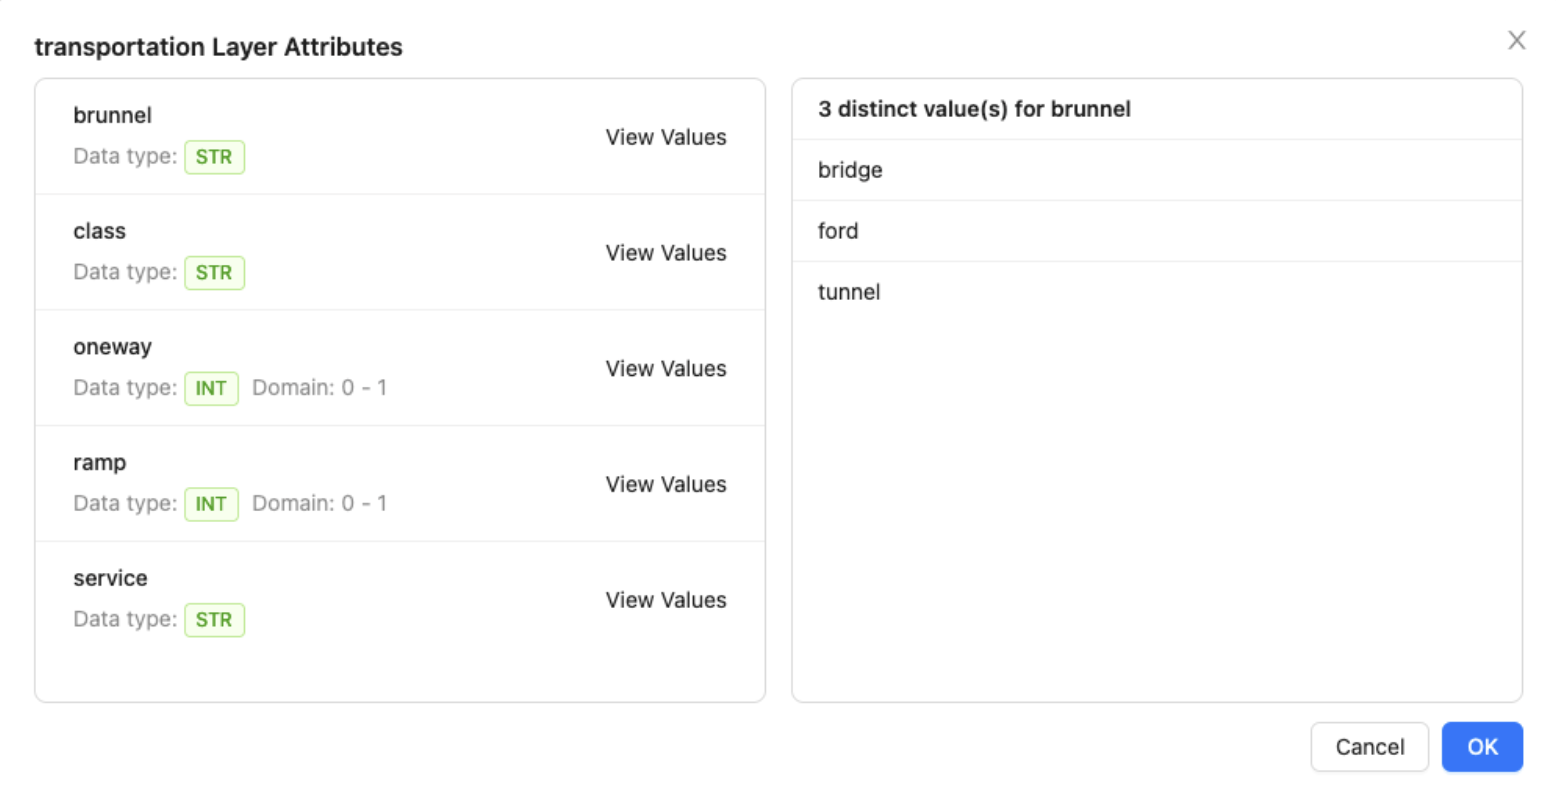 transportation Layer Attributes
brunnel
Data type: STR
View Values
class
Data type: STR
View Values
oneway
Data type: INT Domain: 0 - 1
View Values
ramp
Data type: INT Domain: 0 - 1
View Values
service
Data type: STR
View Values
3 distinct value(s) for brunnel
bridge
ford
tunnel
Cancel
OK